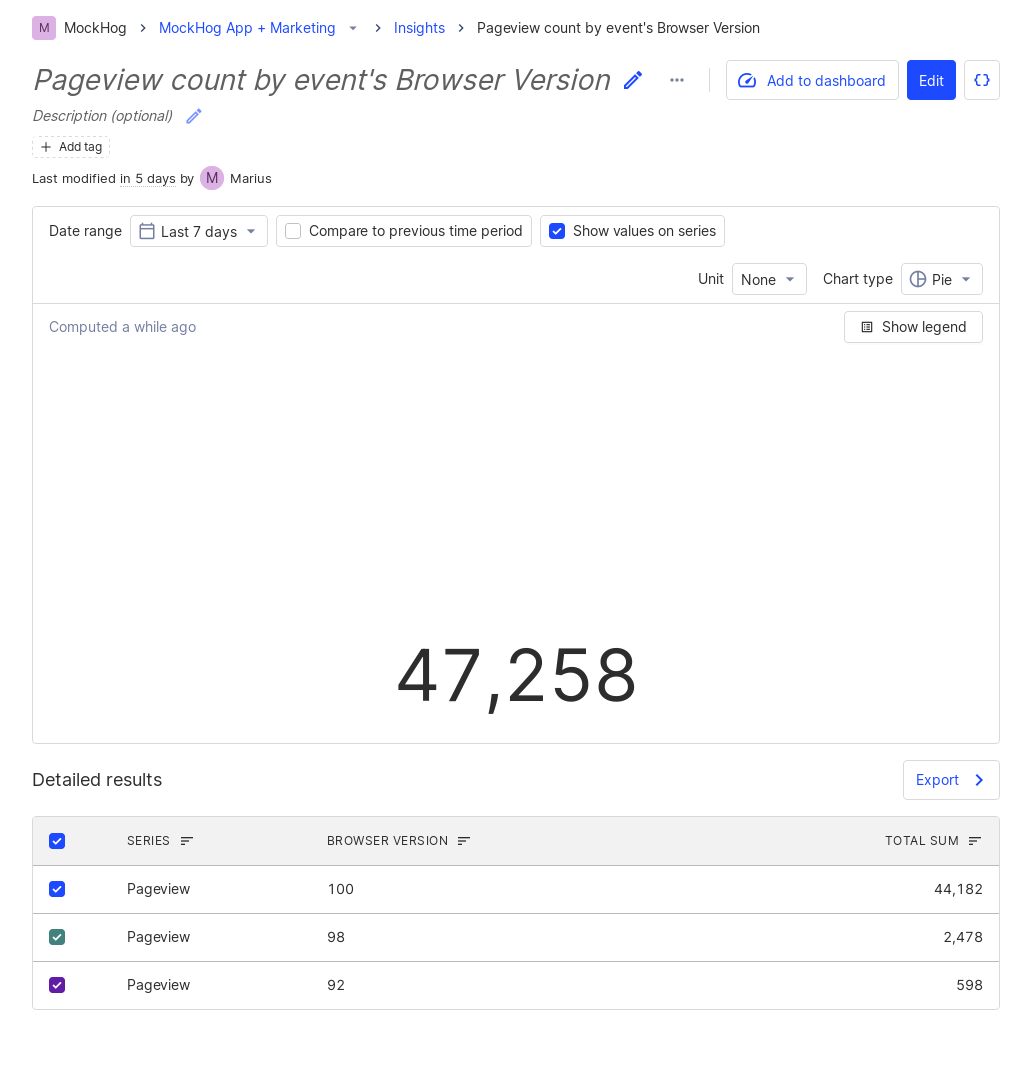 M MockHog MockHog App + Marketing Insights Pageview count by event's Browser Version
Pageview count by event's Browser Version Add to dashboard Edit {}
Description (optional)
+ Add tag
Last modified in 5 days by M Marius
Date range Last 7 days Compare to previous time period Show values on series
Unit None Chart type Pie
Computed a while ago Show legend
47,258
Detailed results Export
SERIES BROWSER VERSION TOTAL SUM
Pageview 100 44,182
Pageview 98 2,478
Pageview 92 598